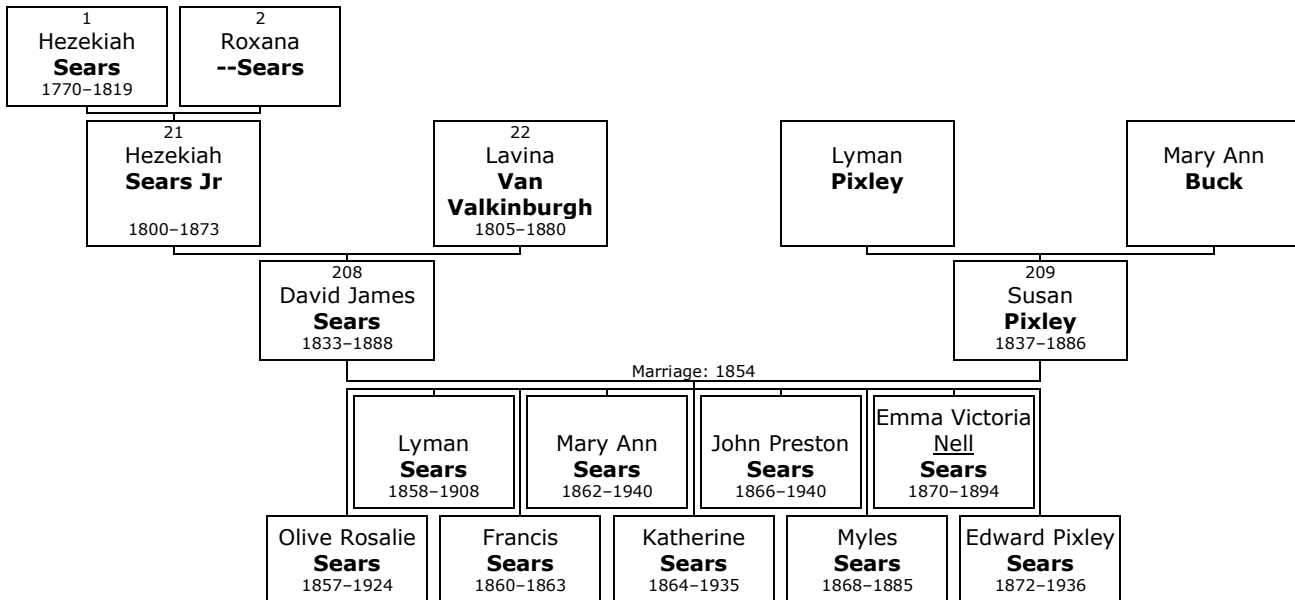 1
Hezekiah
Sears
1770–1819
2
Roxana
--Sears
21
Hezekiah
Sears Jr
1800–1873
22
Lavina
Van
Valkinburgh
1805–1880
Lyman
Pixley
Mary Ann
Buck
208
David James
Sears
1833–1888
209
Susan
Pixley
1837–1886
Marriage: 1854
Lyman
Sears
1858–1908
Mary Ann
Sears
1862–1940
John Preston
Sears
1866–1940
Emma Victoria
Nell
Sears
1870–1894
Olive Rosalie
Sears
1857–1924
Francis
Sears
1860–1863
Katherine
Sears
1864–1935
Myles
Sears
1868–1885
Edward Pixley
Sears
1872–1936